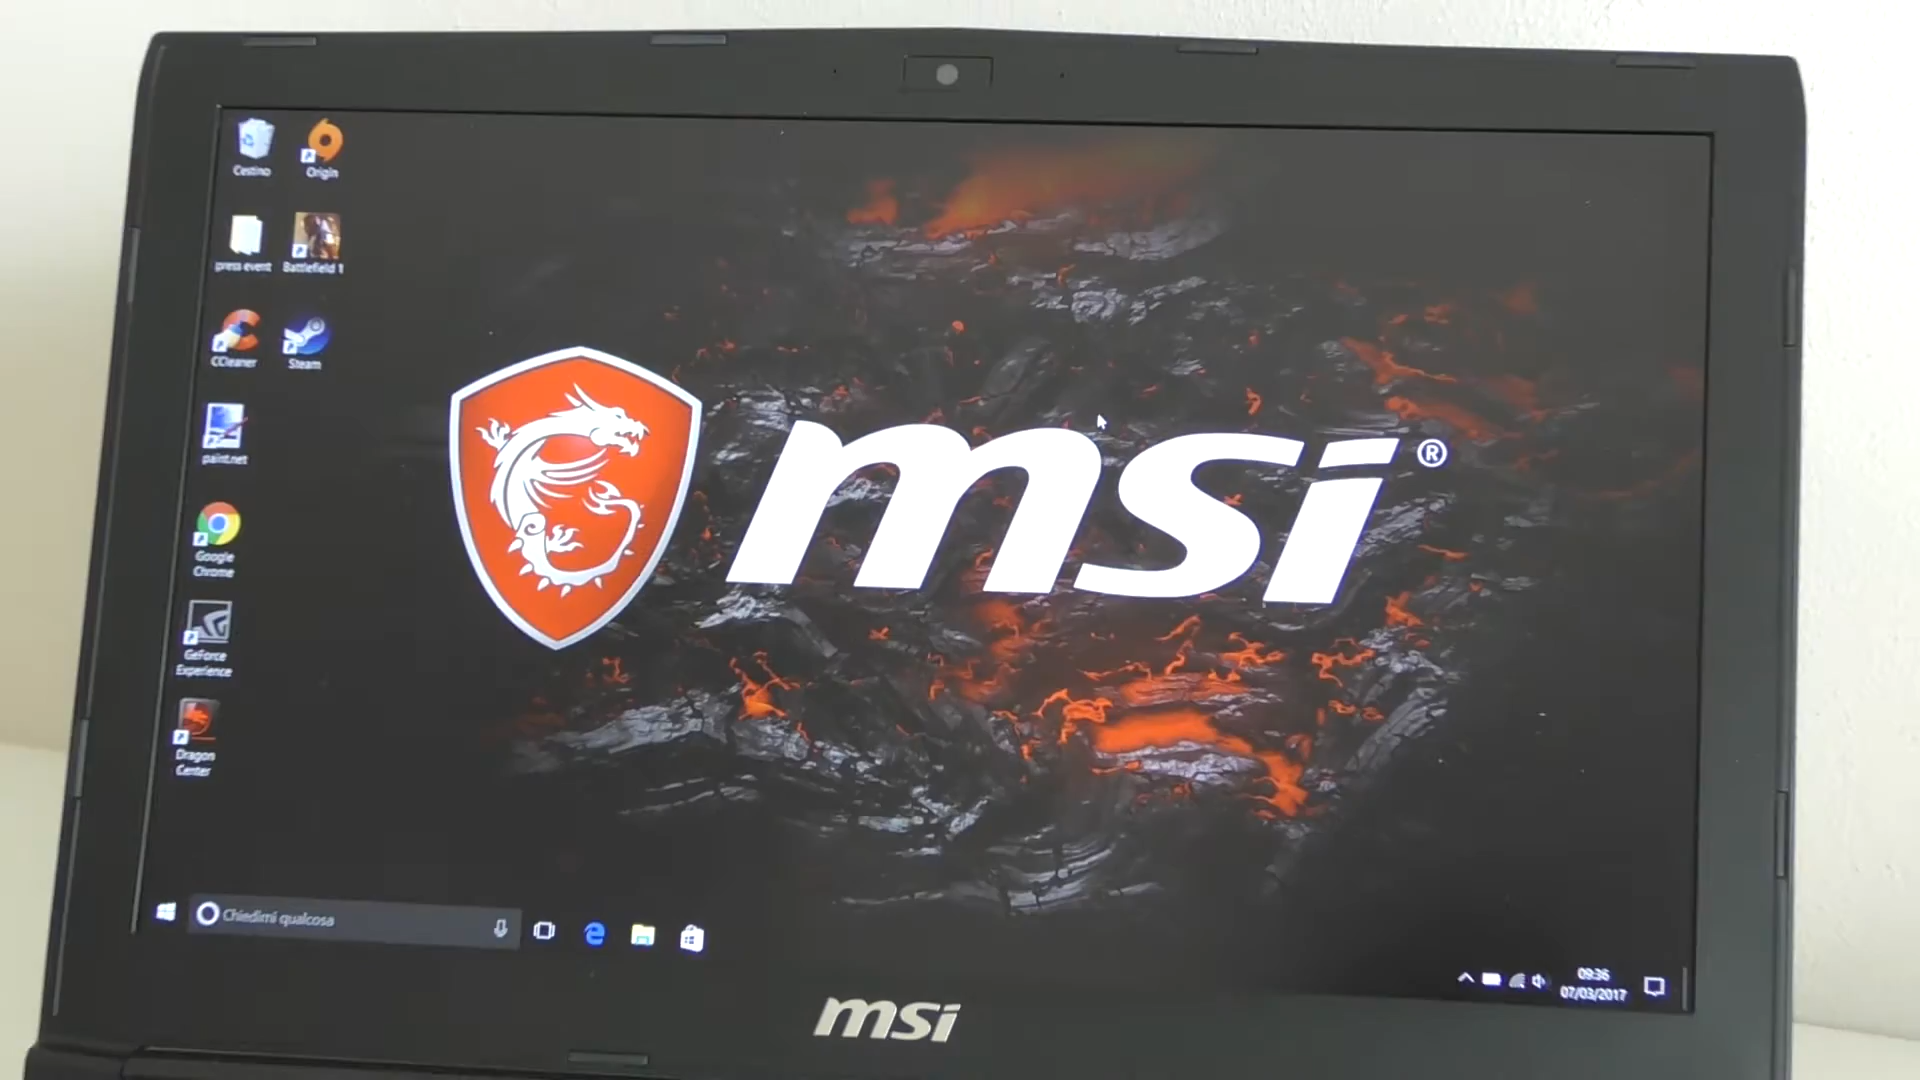 Cestino
Origin
press event
Battlefield 1
CCleaner
Steam
paint.net
Google
Chrome
GeForce
Experience
Dragon
Center
msi®
Chiedimi qualcosa
09:36
07/03/2017
msi